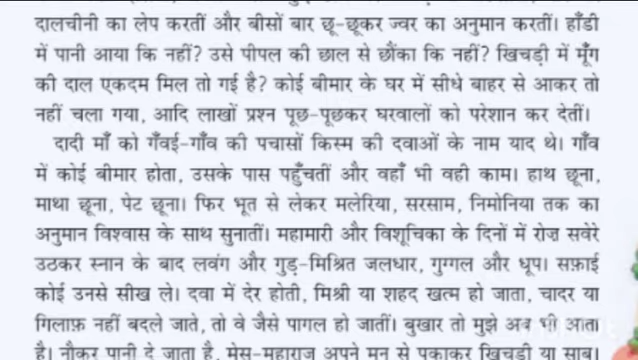 दालचीनी का लेप करतीं और बीसों बार छू-छूकर ज्वर का अनुमान करतीं। हाँडी
में पानी आया कि नहीं? उसे पीपल की छाल से छौंका कि नहीं? खिचड़ी में मूँग
की दाल एकदम मिल तो गई है? कोई बीमार के घर में सीधे बाहर से आकर तो
नहीं चला गया, आदि लाखों प्रश्न पूछ-पूछकर घरवालों को परेशान कर देतीं।
दादी माँ को गँवई-गाँव की पचासों किस्म की दवाओं के नाम याद थे। गाँव
में कोई बीमार होता, उसके पास पहुँचतीं और वहाँ भी वही काम। हाथ छूना,
माथा छूना, पेट छूना। फिर भूत से लेकर मलेरिया, सरसाम, निमोनिया तक का
अनुमान विश्वास के साथ सुनातीं। महामारी और विशूचिका के दिनों में रोज़ सवेरे
उठकर स्नान के बाद लवंग और गुड़-मिश्रित जलधार, गुग्गल और धूप। सफ़ाई
कोई उनसे सीख ले। दवा में देर होती, मिश्री या शहद खत्म हो जाता, चादर या
गिलाफ़ नहीं बदले जाते, तो वे जैसे पागल हो जातीं। बुखार तो मुझे अब भी आता
है। नौकर पानी दे जाता है, मेस-महाराज अपने मन से पकाकर खिचड़ी या साबू